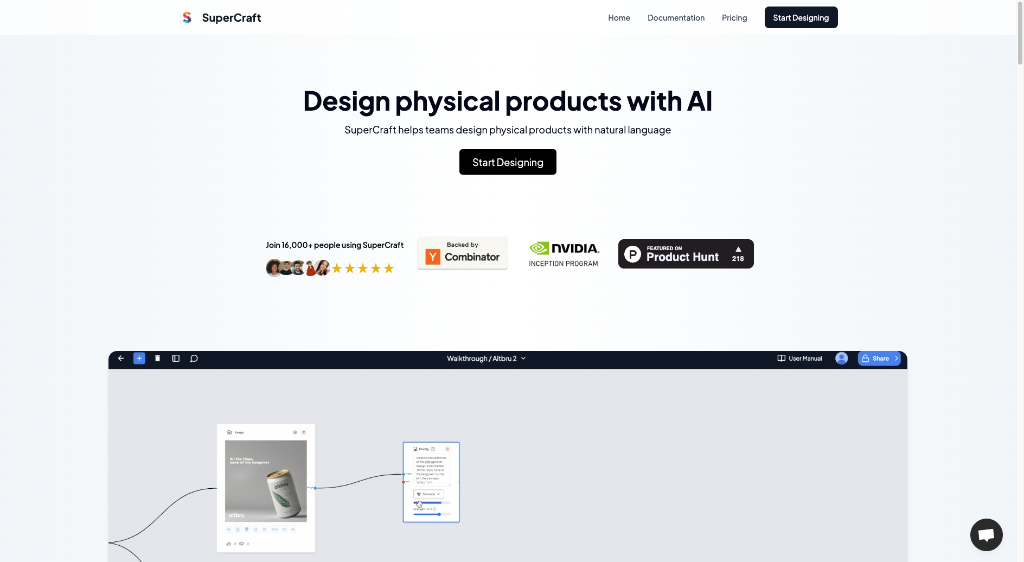 SuperCraft
Home
Documentation
Pricing
Start Designing
Design physical products with AI
SuperCraft helps teams design physical products with natural language
Start Designing
Join 16,000+ people using SuperCraft
Backed by
Y Combinator
NVIDIA.
INCEPTION PROGRAM
FEATURED ON
P Product Hunt
218
Walkthrough / Altbru 2
User Manual
Share
altbru
altbru